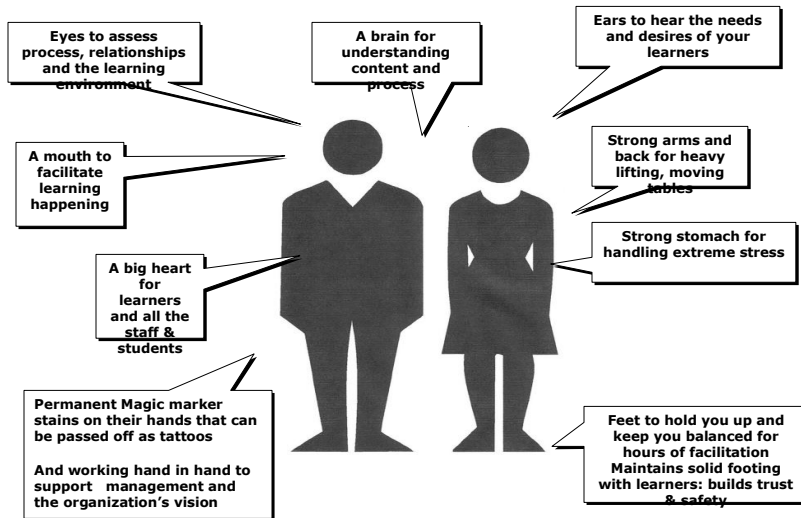 Eyes to assess
process, relationships
and the learning
environment
A brain for
understanding
content and
process
Ears to hear the needs
and desires of your
learners
A mouth to
facilitate
learning
happening
Strong arms and
back for heavy
lifting, moving
tables
A big heart
for
learners
and all the
staff &
students
Strong stomach for
handling extreme stress
Permanent Magic marker
stains on their hands that can
be passed off as tattoos
And working hand in hand to
support management and
the organization's vision
Feet to hold you up and
keep you balanced for
hours of facilitation
Maintains solid footing
with learners: builds trust
& safety